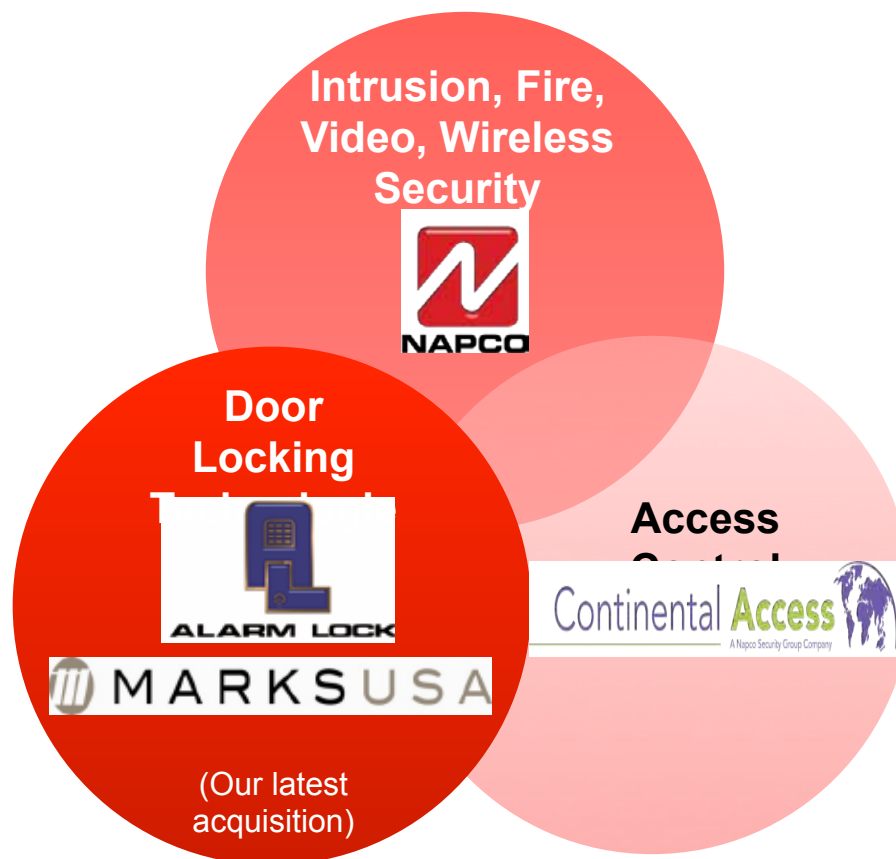 Intrusion, Fire,
Video, Wireless
Security
NAPCO
Door
Locking
ALARM LOCK
MARKSUSA
(Our latest
acquisition)
Access
Continental Access
A Napco Security Group Company